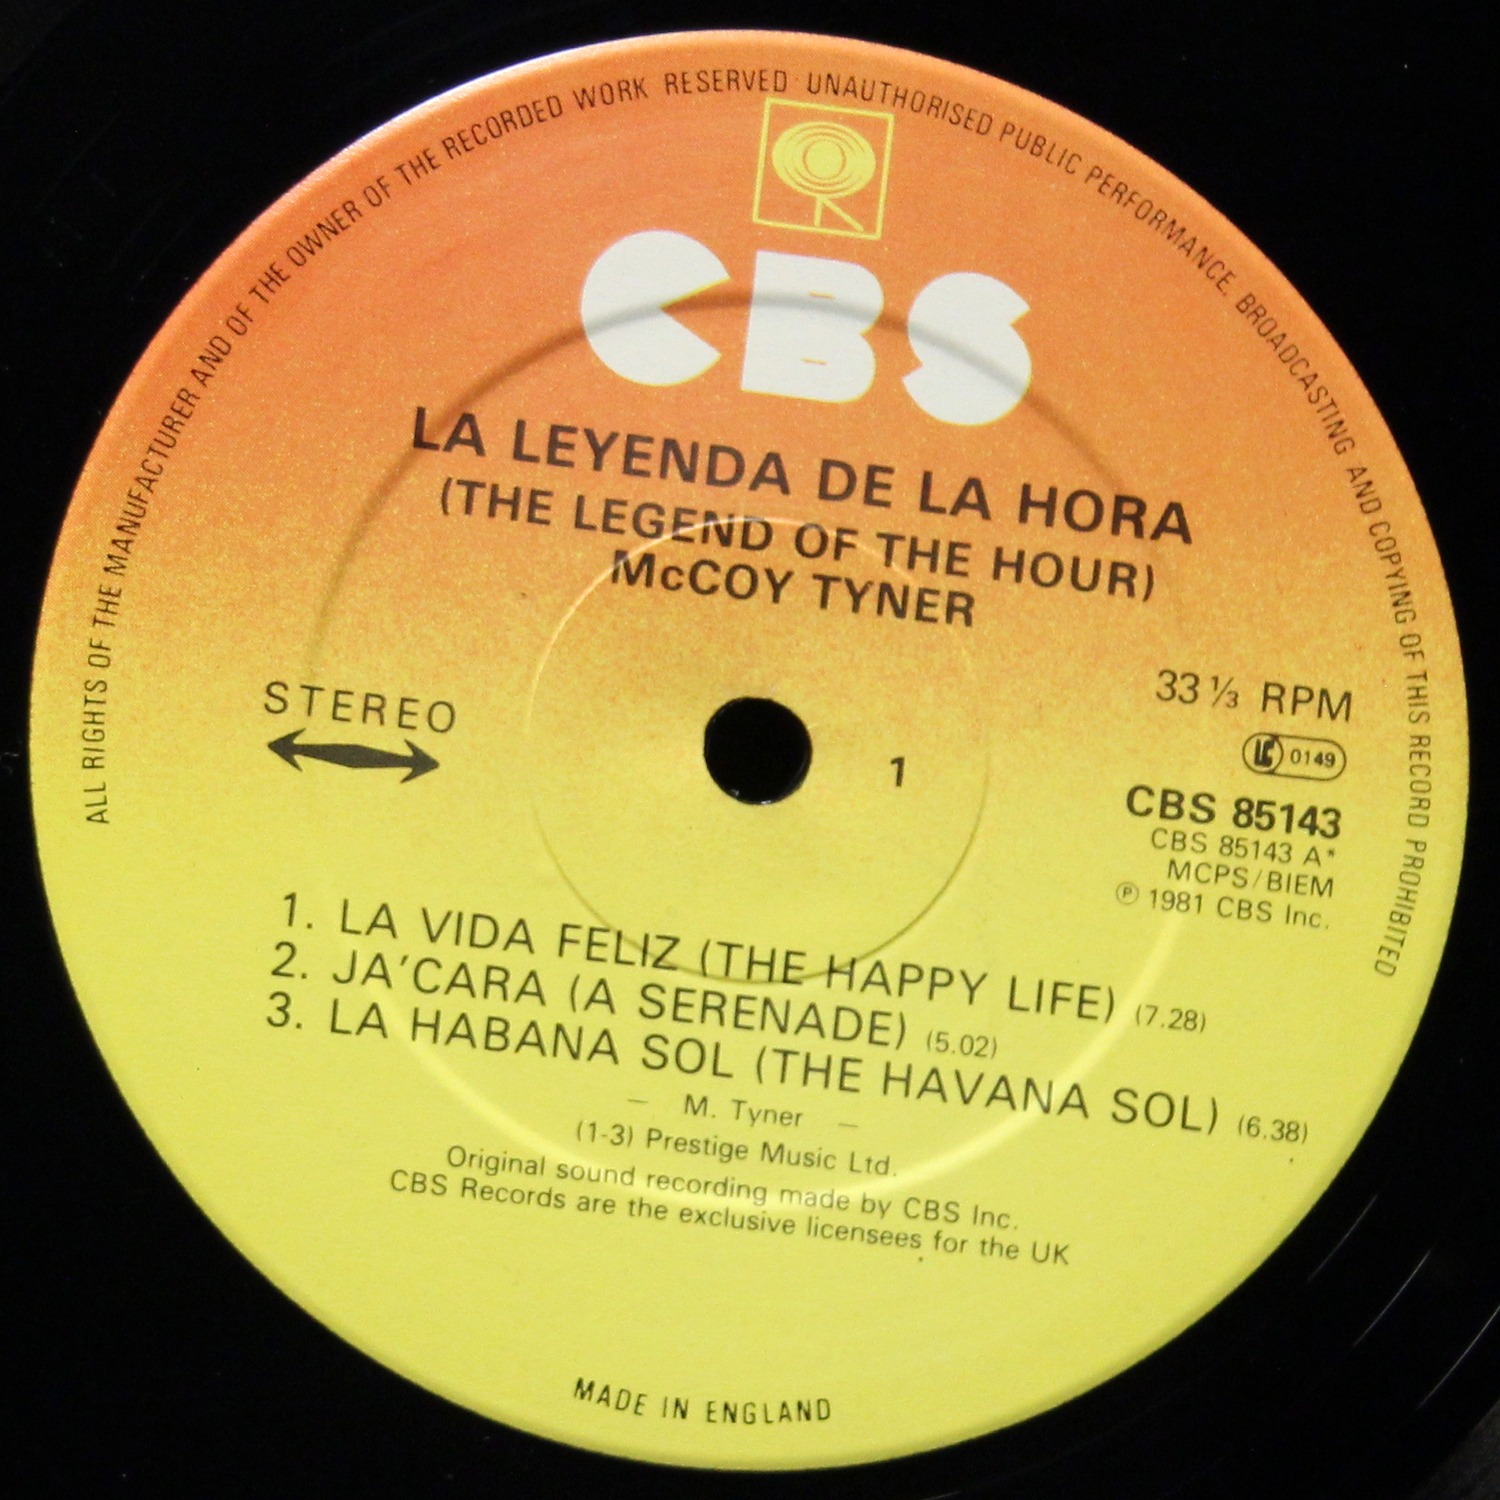 ALL RIGHTS OF THE MANUFACTURER AND OF THE OWNER OF THE RECORDED WORK RESERVED UNAUTHORISED PUBLIC PERFORMANCE, BROADCASTING AND COPYING OF THIS RECORD PROHIBITED
CBS
LA LEYENDA DE LA HORA
(THE LEGEND OF THE HOUR)
McCOY TYNER
STEREO
1
33 ⅓ RPM
LC 0149
CBS 85143
CBS 85143 A*
MCPS/BIEM
℗ 1981 CBS Inc.
1. LA VIDA FELIZ (THE HAPPY LIFE) (7.28)
2. JA'CARA (A SERENADE) (5.02)
3. LA HABANA SOL (THE HAVANA SOL) (6.38)
— M. Tyner —
(1-3) Prestige Music Ltd.
Original sound recording made by CBS Inc.
CBS Records are the exclusive licensees for the UK
MADE IN ENGLAND